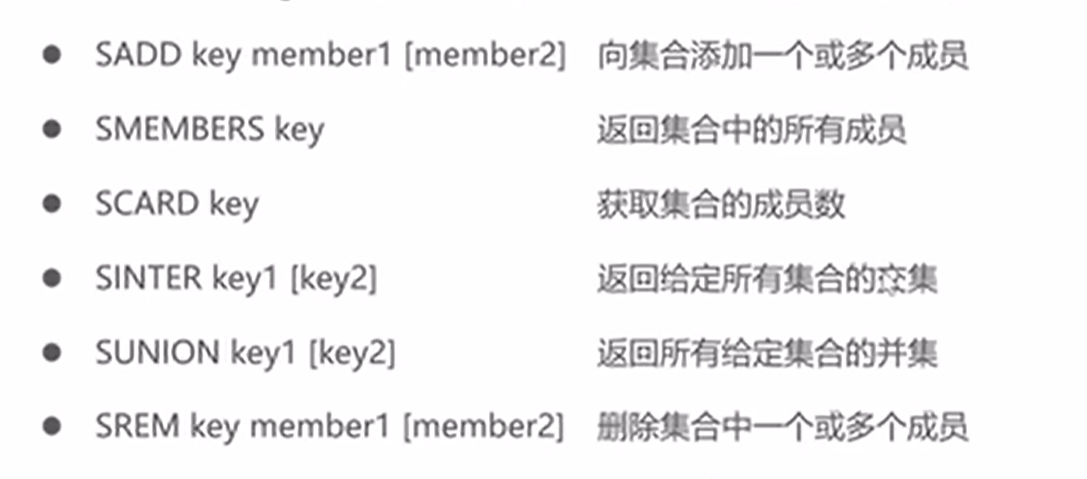 ● SADD key member1 [member2] 向集合添加一个或多个成员
● SMEMBERS key 返回集合中的所有成员
● SCARD key 获取集合的成员数
● SINTER key1 [key2] 返回给定所有集合的交集
● SUNION key1 [key2] 返回所有给定集合的并集
● SREM key member1 [member2] 删除集合中一个或多个成员